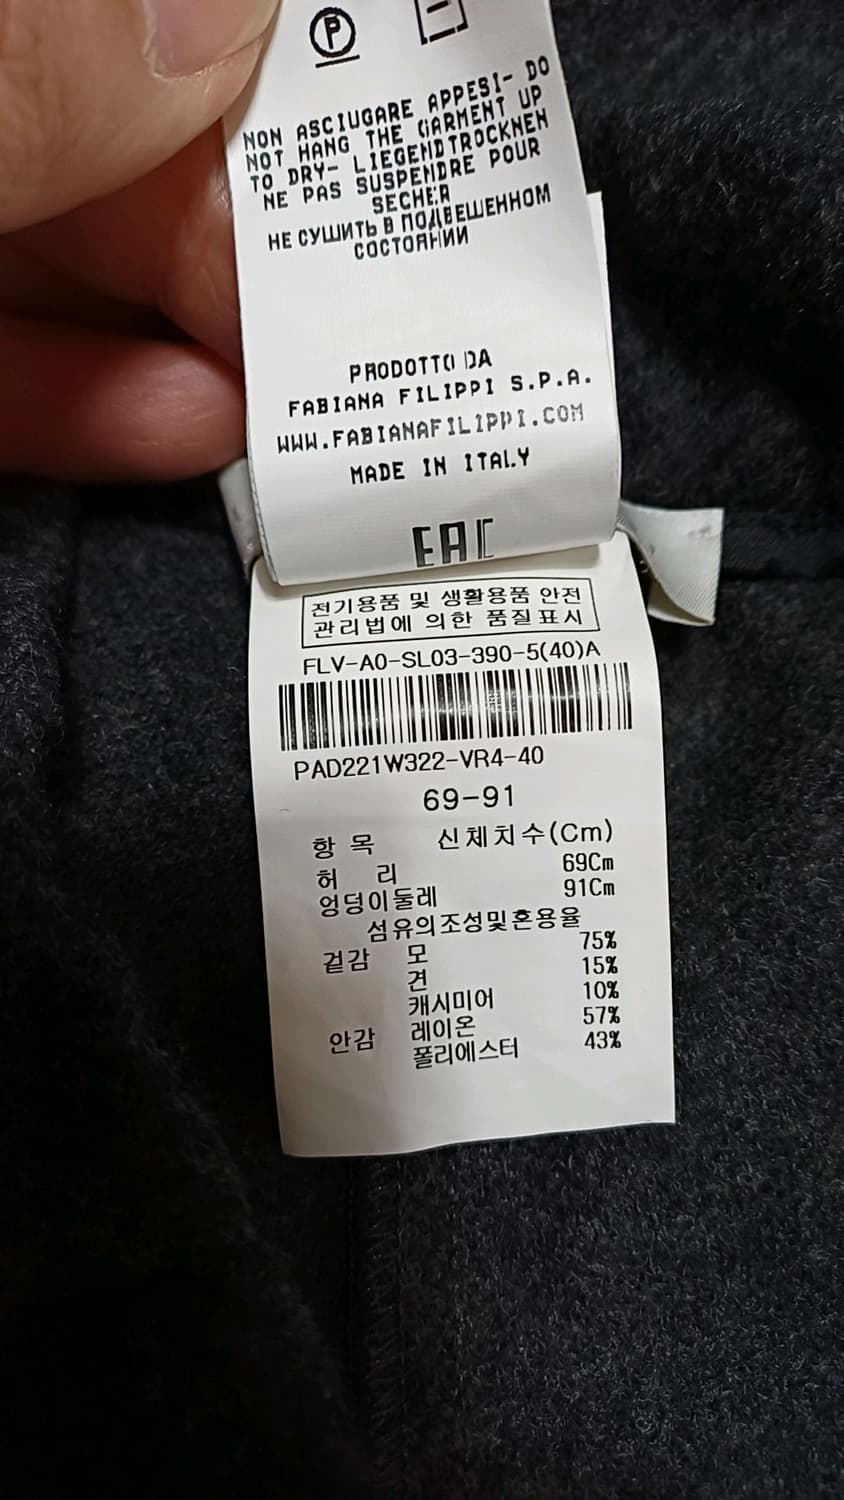 P
NON ASCIUGARE APPESI- DO
NOT HANG THE GARMENT UP
TO DRY- LIEGENDTROCKNEN
NE PAS SUSPENDRE POUR
SECHER
НЕ СУШИТЬ В ПОДВЕШЕННОМ
СОСТОЯНИИ
PRODOTTO DA
FABIANA FILIPPI S.P.A.
WWW.FABIANAFILIPPI.COM
MADE IN ITALY
EAC
전기용품 및 생활용품 안전
관리법에 의한 품질표시
FLV-A0-SL03-390-5(40)A
PAD221W322-VR4-40
69-91
항 목 신체치수(Cm)
허 리 69Cm
엉덩이둘레 91Cm
섬유의조성및혼용율
겉감 모 75%
견 15%
캐시미어 10%
안감 레이온 57%
폴리에스터 43%